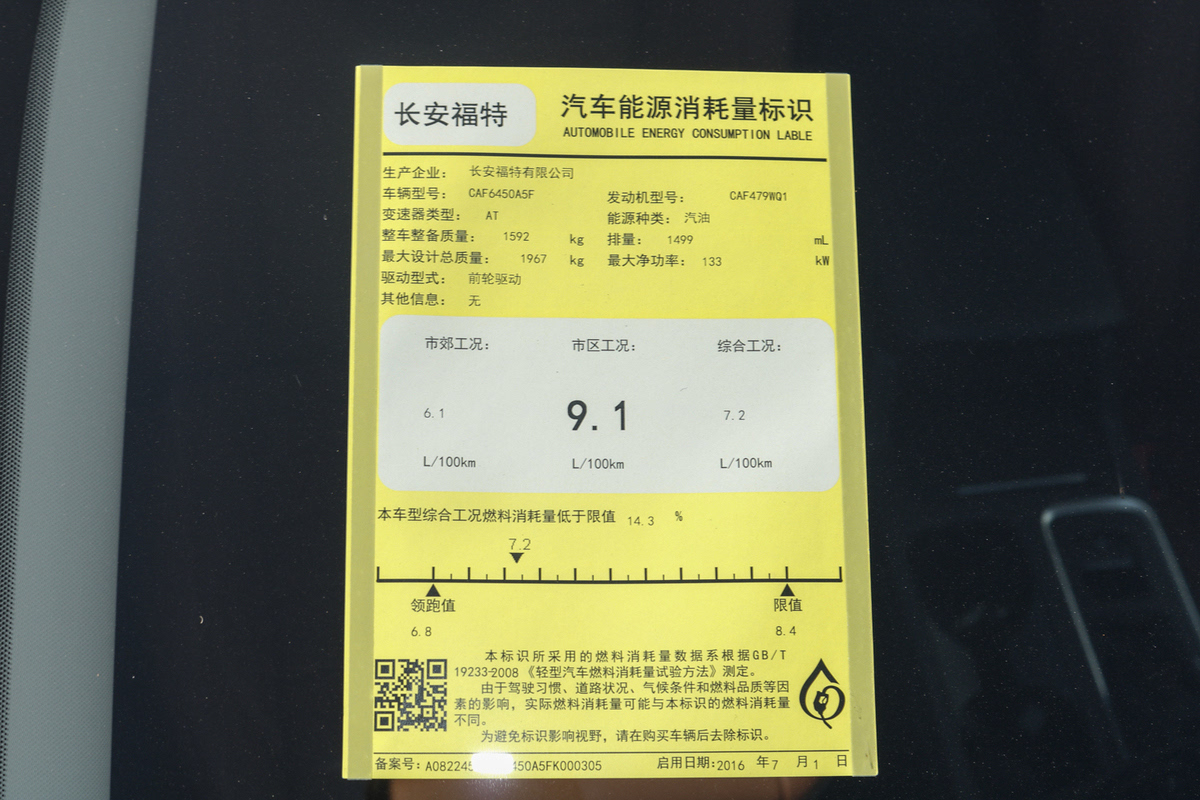 长安福特 汽车能源消耗量标识
AUTOMOBILE ENERGY CONSUMPTION LABLE
生产企业: 长安福特有限公司
车辆型号: CAF6450A5F 发动机型号: CAF479WQ1
变速器类型: AT 能源种类: 汽油
整车整备质量: 1592 kg 排量: 1499 mL
最大设计总质量: 1967 kg 最大净功率: 133 kW
驱动型式: 前轮驱动
其他信息: 无
市郊工况: 市区工况: 综合工况:
6.1 9.1 7.2
L/100km L/100km L/100km
本车型综合工况燃料消耗量低于限值 14.3 %
7.2
领跑值 限值
6.8 8.4
本标识所采用的燃料消耗量数据系根据GB/T
19233-2008《轻型汽车燃料消耗量试验方法》测定。
由于驾驶习惯、道路状况、气候条件和燃料品质等因
素的影响，实际燃料消耗量可能与本标识的燃料消耗量
不同。
为避免标识影响视野，请在购买车辆后去除标识。
备案号: A082245 450A5FK000305 启用日期:2016 年7 月1 日